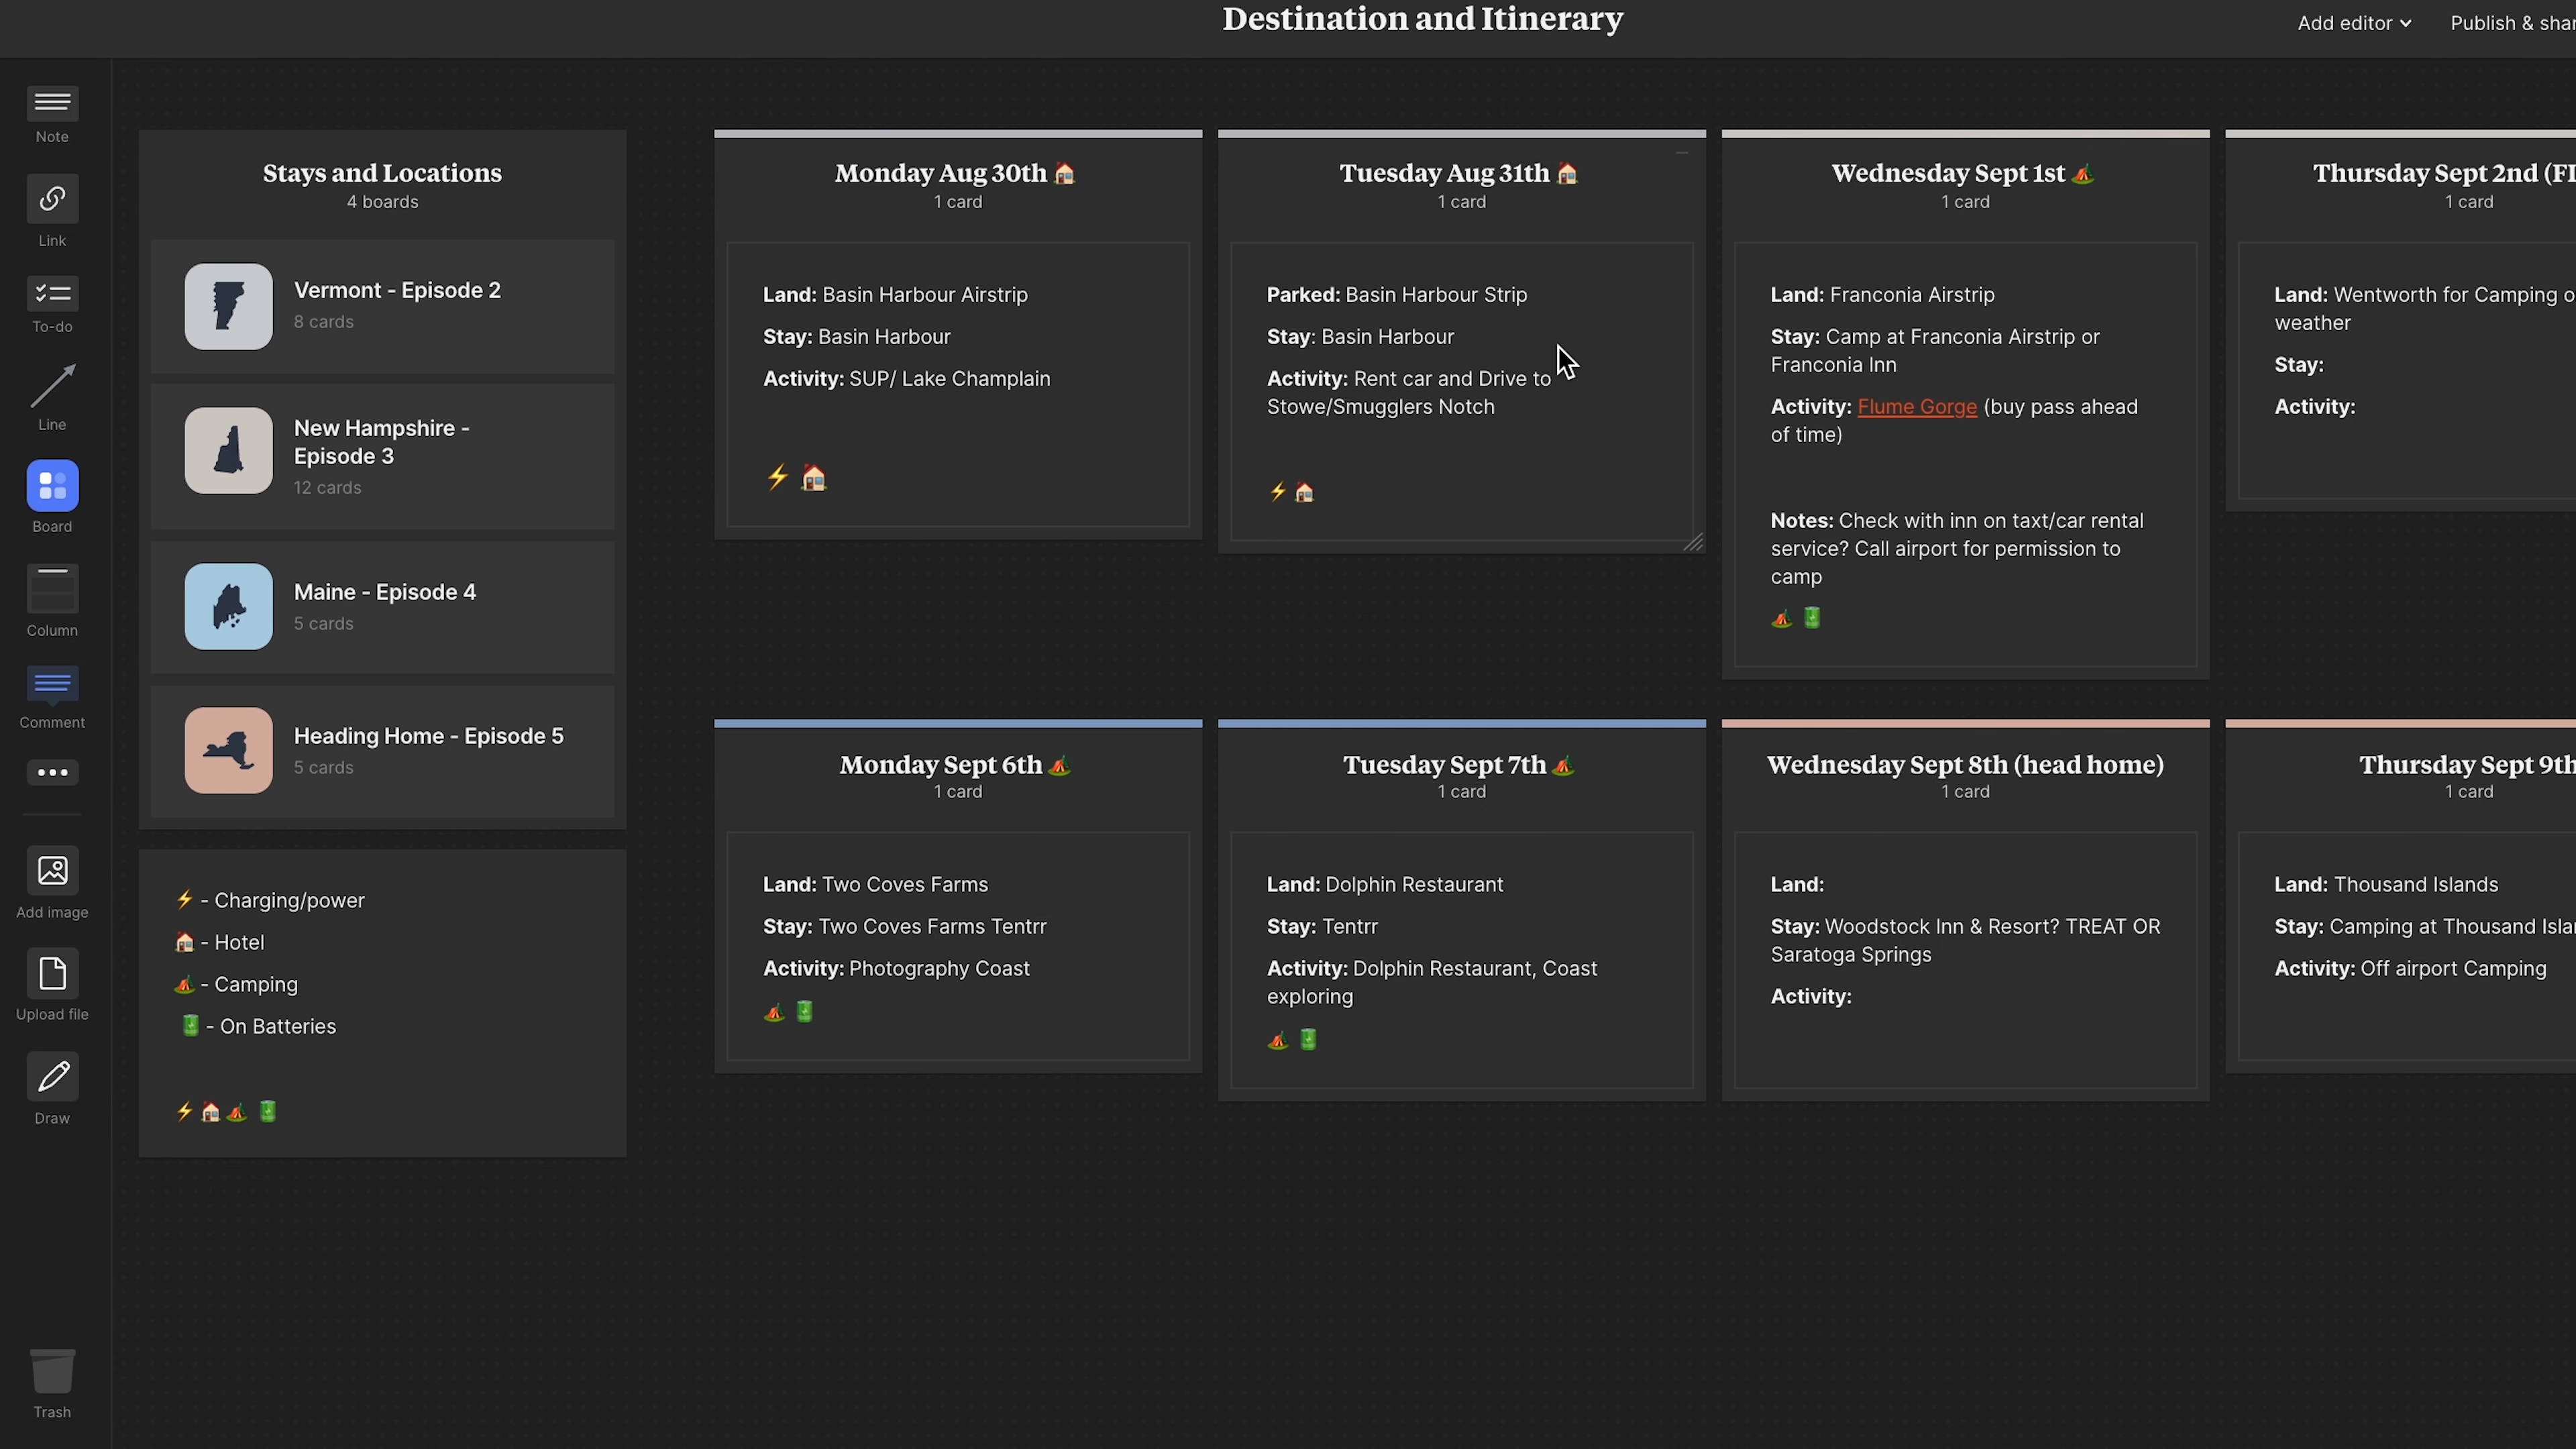 Destination and Itinerary
Add editor
Publish & shar
Note
Link
To-do
Line
Board
Column
Comment
Add image
Upload file
Draw
Trash
Stays and Locations
4 boards
Vermont - Episode 2
8 cards
New Hampshire -
Episode 3
12 cards
Maine - Episode 4
5 cards
Heading Home - Episode 5
5 cards
⚡ - Charging/power
🏠 - Hotel
🏕️ - Camping
🔋 - On Batteries
⚡🏠🏕️🔋
Monday Aug 30th 🏠
1 card
Land: Basin Harbour Airstrip
Stay: Basin Harbour
Activity: SUP/ Lake Champlain
⚡🏠
Tuesday Aug 31th 🏠
1 card
Parked: Basin Harbour Strip
Stay: Basin Harbour
Activity: Rent car and Drive to
Stowe/Smugglers Notch
⚡🏠
Wednesday Sept 1st 🏕️
1 card
Land: Franconia Airstrip
Stay: Camp at Franconia Airstrip or
Franconia Inn
Activity: Flume Gorge (buy pass ahead
of time)
Notes: Check with inn on taxt/car rental
service? Call airport for permission to
camp
🏕️🔋
Thursday Sept 2nd (Fl
1 card
Land: Wentworth for Camping o
weather
Stay:
Activity:
Monday Sept 6th 🏕️
1 card
Land: Two Coves Farms
Stay: Two Coves Farms Tentrr
Activity: Photography Coast
🏕️🔋
Tuesday Sept 7th 🏕️
1 card
Land: Dolphin Restaurant
Stay: Tentrr
Activity: Dolphin Restaurant, Coast
exploring
🏕️🔋
Wednesday Sept 8th (head home)
1 card
Land:
Stay: Woodstock Inn & Resort? TREAT OR
Saratoga Springs
Activity:
Thursday Sept 9th
1 card
Land: Thousand Islands
Stay: Camping at Thousand Islar
Activity: Off airport Camping